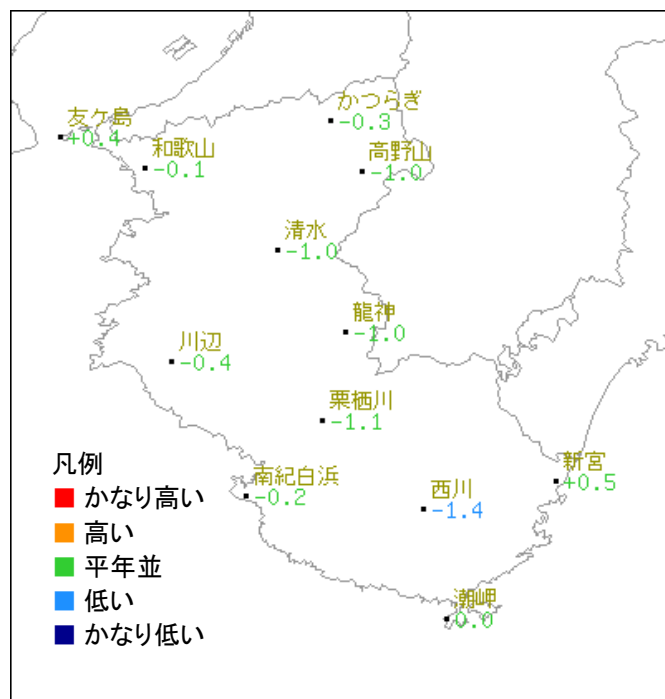 かつらぎ
-0.3
友ケ島
+0.4
和歌山
-0.1
高野山
-1.0
清水
-1.0
龍神
-1.0
川辺
-0.4
栗栖川
-1.1
南紀白浜
-0.2
西川
-1.4
新宮
+0.5
潮岬
0.0
凡例
かなり高い
高い
平年並
低い
かなり低い